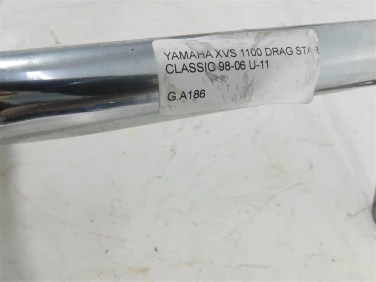 YAMAHA XVS 1100 DRAG STAR
CLASSIC 98-06 U-11
G.A186